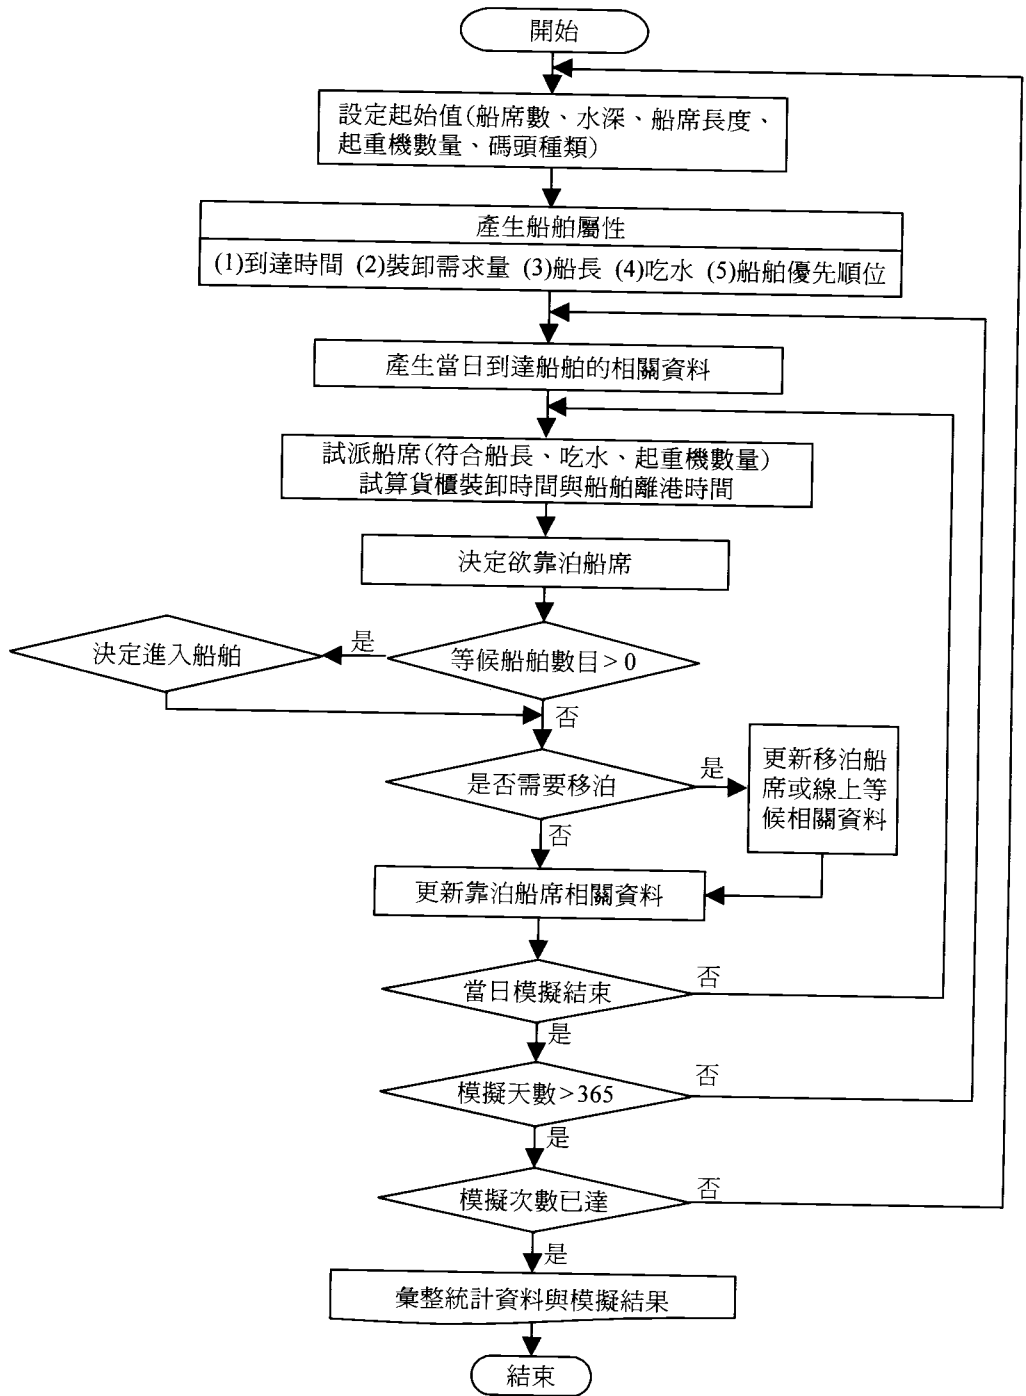 開始
設定起始值(船席數、水深、船席長度、
起重機數量、碼頭種類)
產生船舶屬性
(1)到達時間 (2)裝卸需求量 (3)船長 (4)吃水 (5)船舶優先順位
產生當日到達船舶的相關資料
試派船席(符合船長、吃水、起重機數量)
試算貨櫃裝卸時間與船舶離港時間
決定欲靠泊船席
決定進入船舶
是
等候船舶數目>0
否
是否需要移泊
是
更新移泊船
席或線上等
候相關資料
否
更新靠泊船席相關資料
當日模擬結束
否
是
模擬天數>365
否
是
模擬次數已達
否
是
彙整統計資料與模擬結果
結束